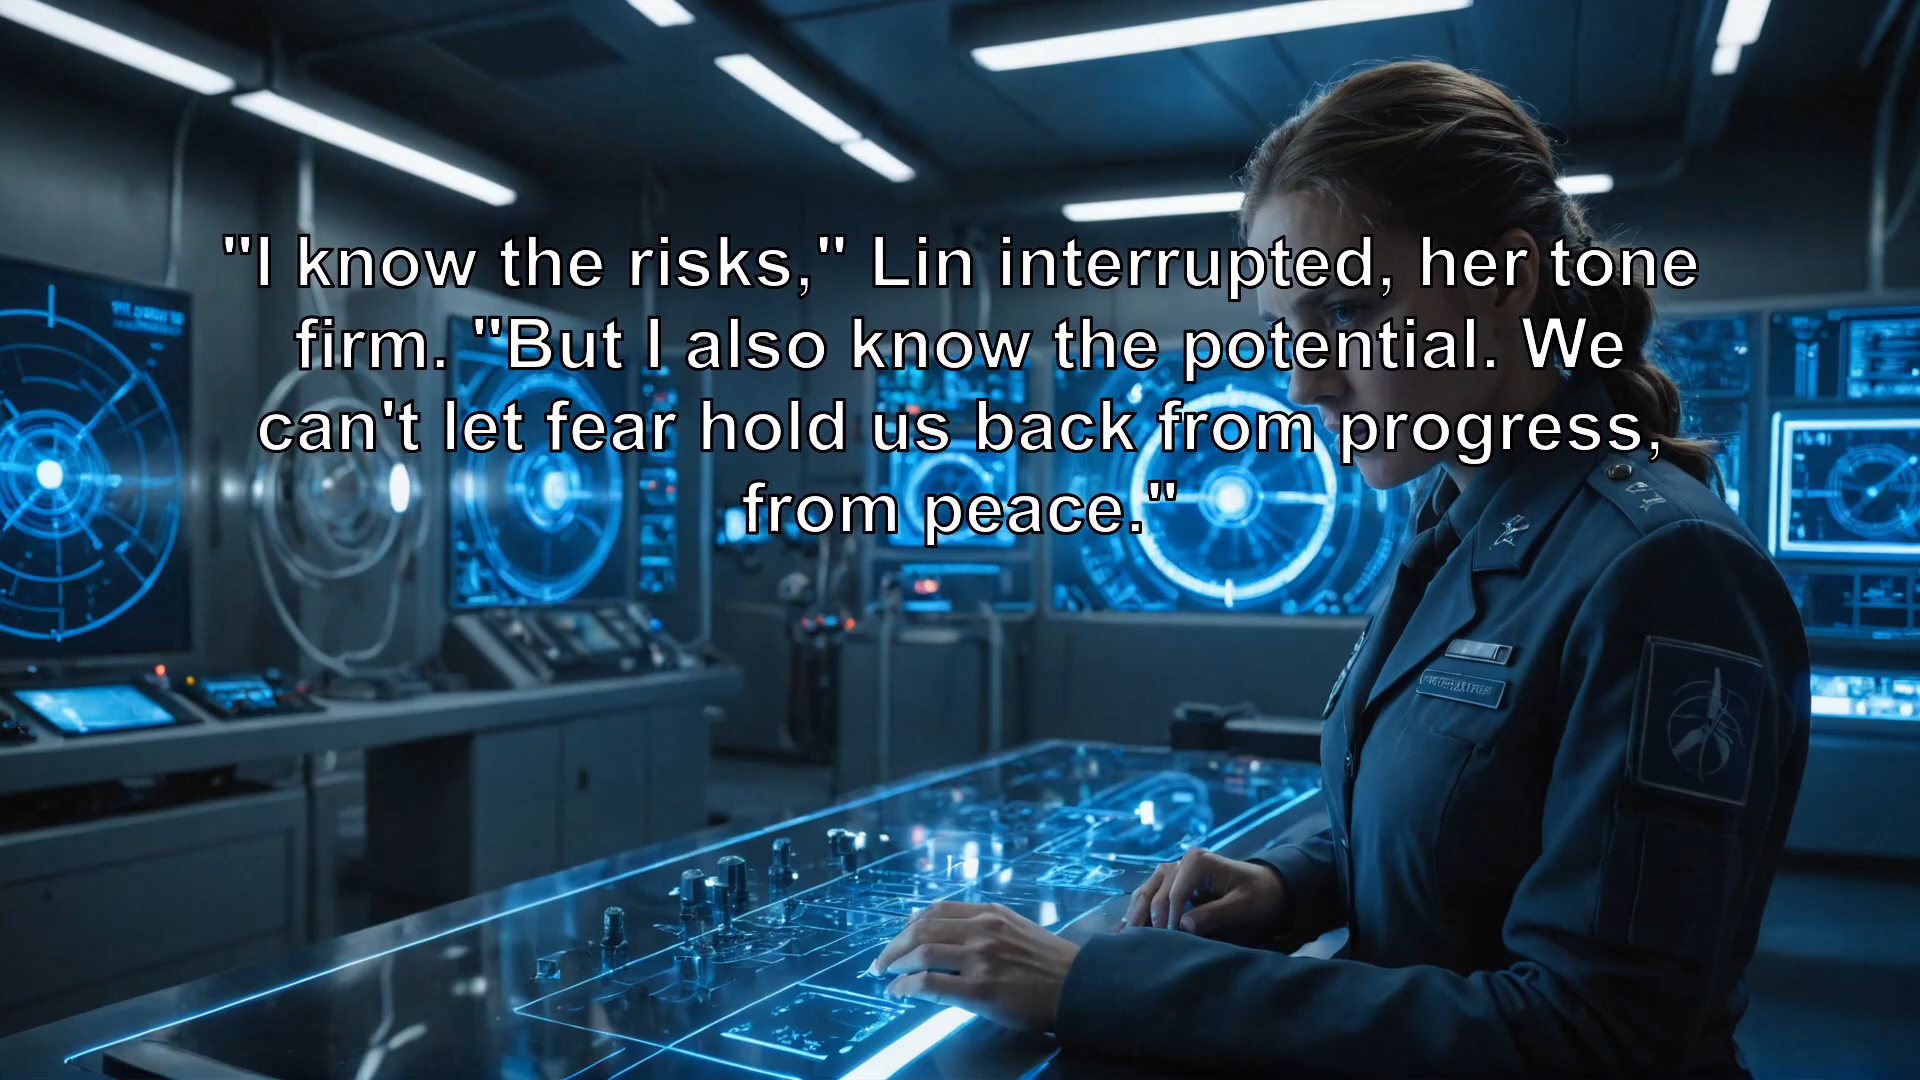 "I know the risks," Lin interrupted, her tone
firm. "But I also know the potential. We
can't let fear hold us back from progress,
from peace."